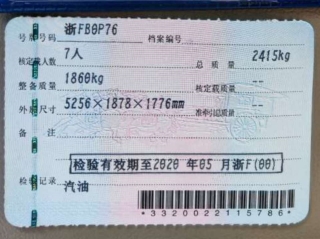 号牌号码 浙FB0P76 档案编号
核定载人数 7人 总质量 2415kg
整备质量 1860kg 核定载质量 --
外廓尺寸 5256×1878×1776mm 准牵引总质量 --
备注
检验有效期至2020 年05 月浙F(00)
检验记录 汽油
*3320022115786*